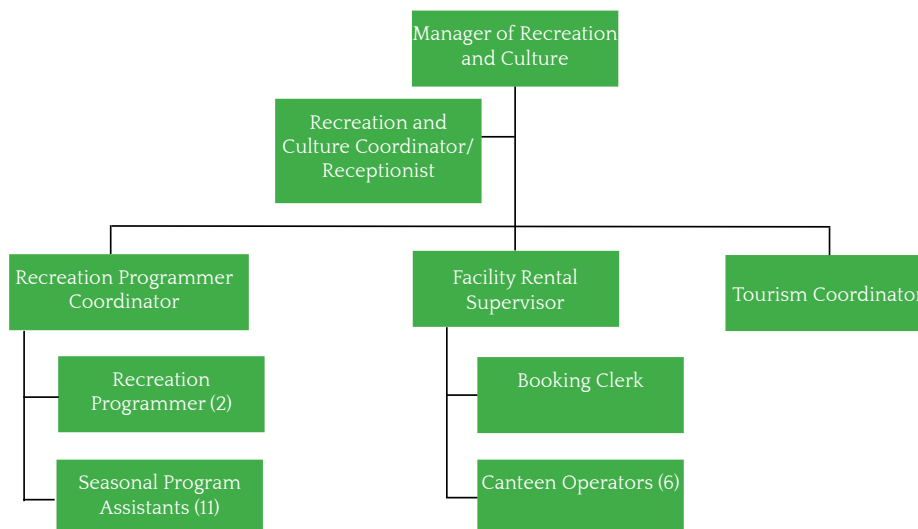 Manager of Recreation
and Culture
Recreation and
Culture Coordinator/
Receptionist
Recreation Programmer
Coordinator
Facility Rental
Supervisor
Tourism Coordinator
Recreation
Programmer (2)
Booking Clerk
Seasonal Program
Assistants (11)
Canteen Operators (6)